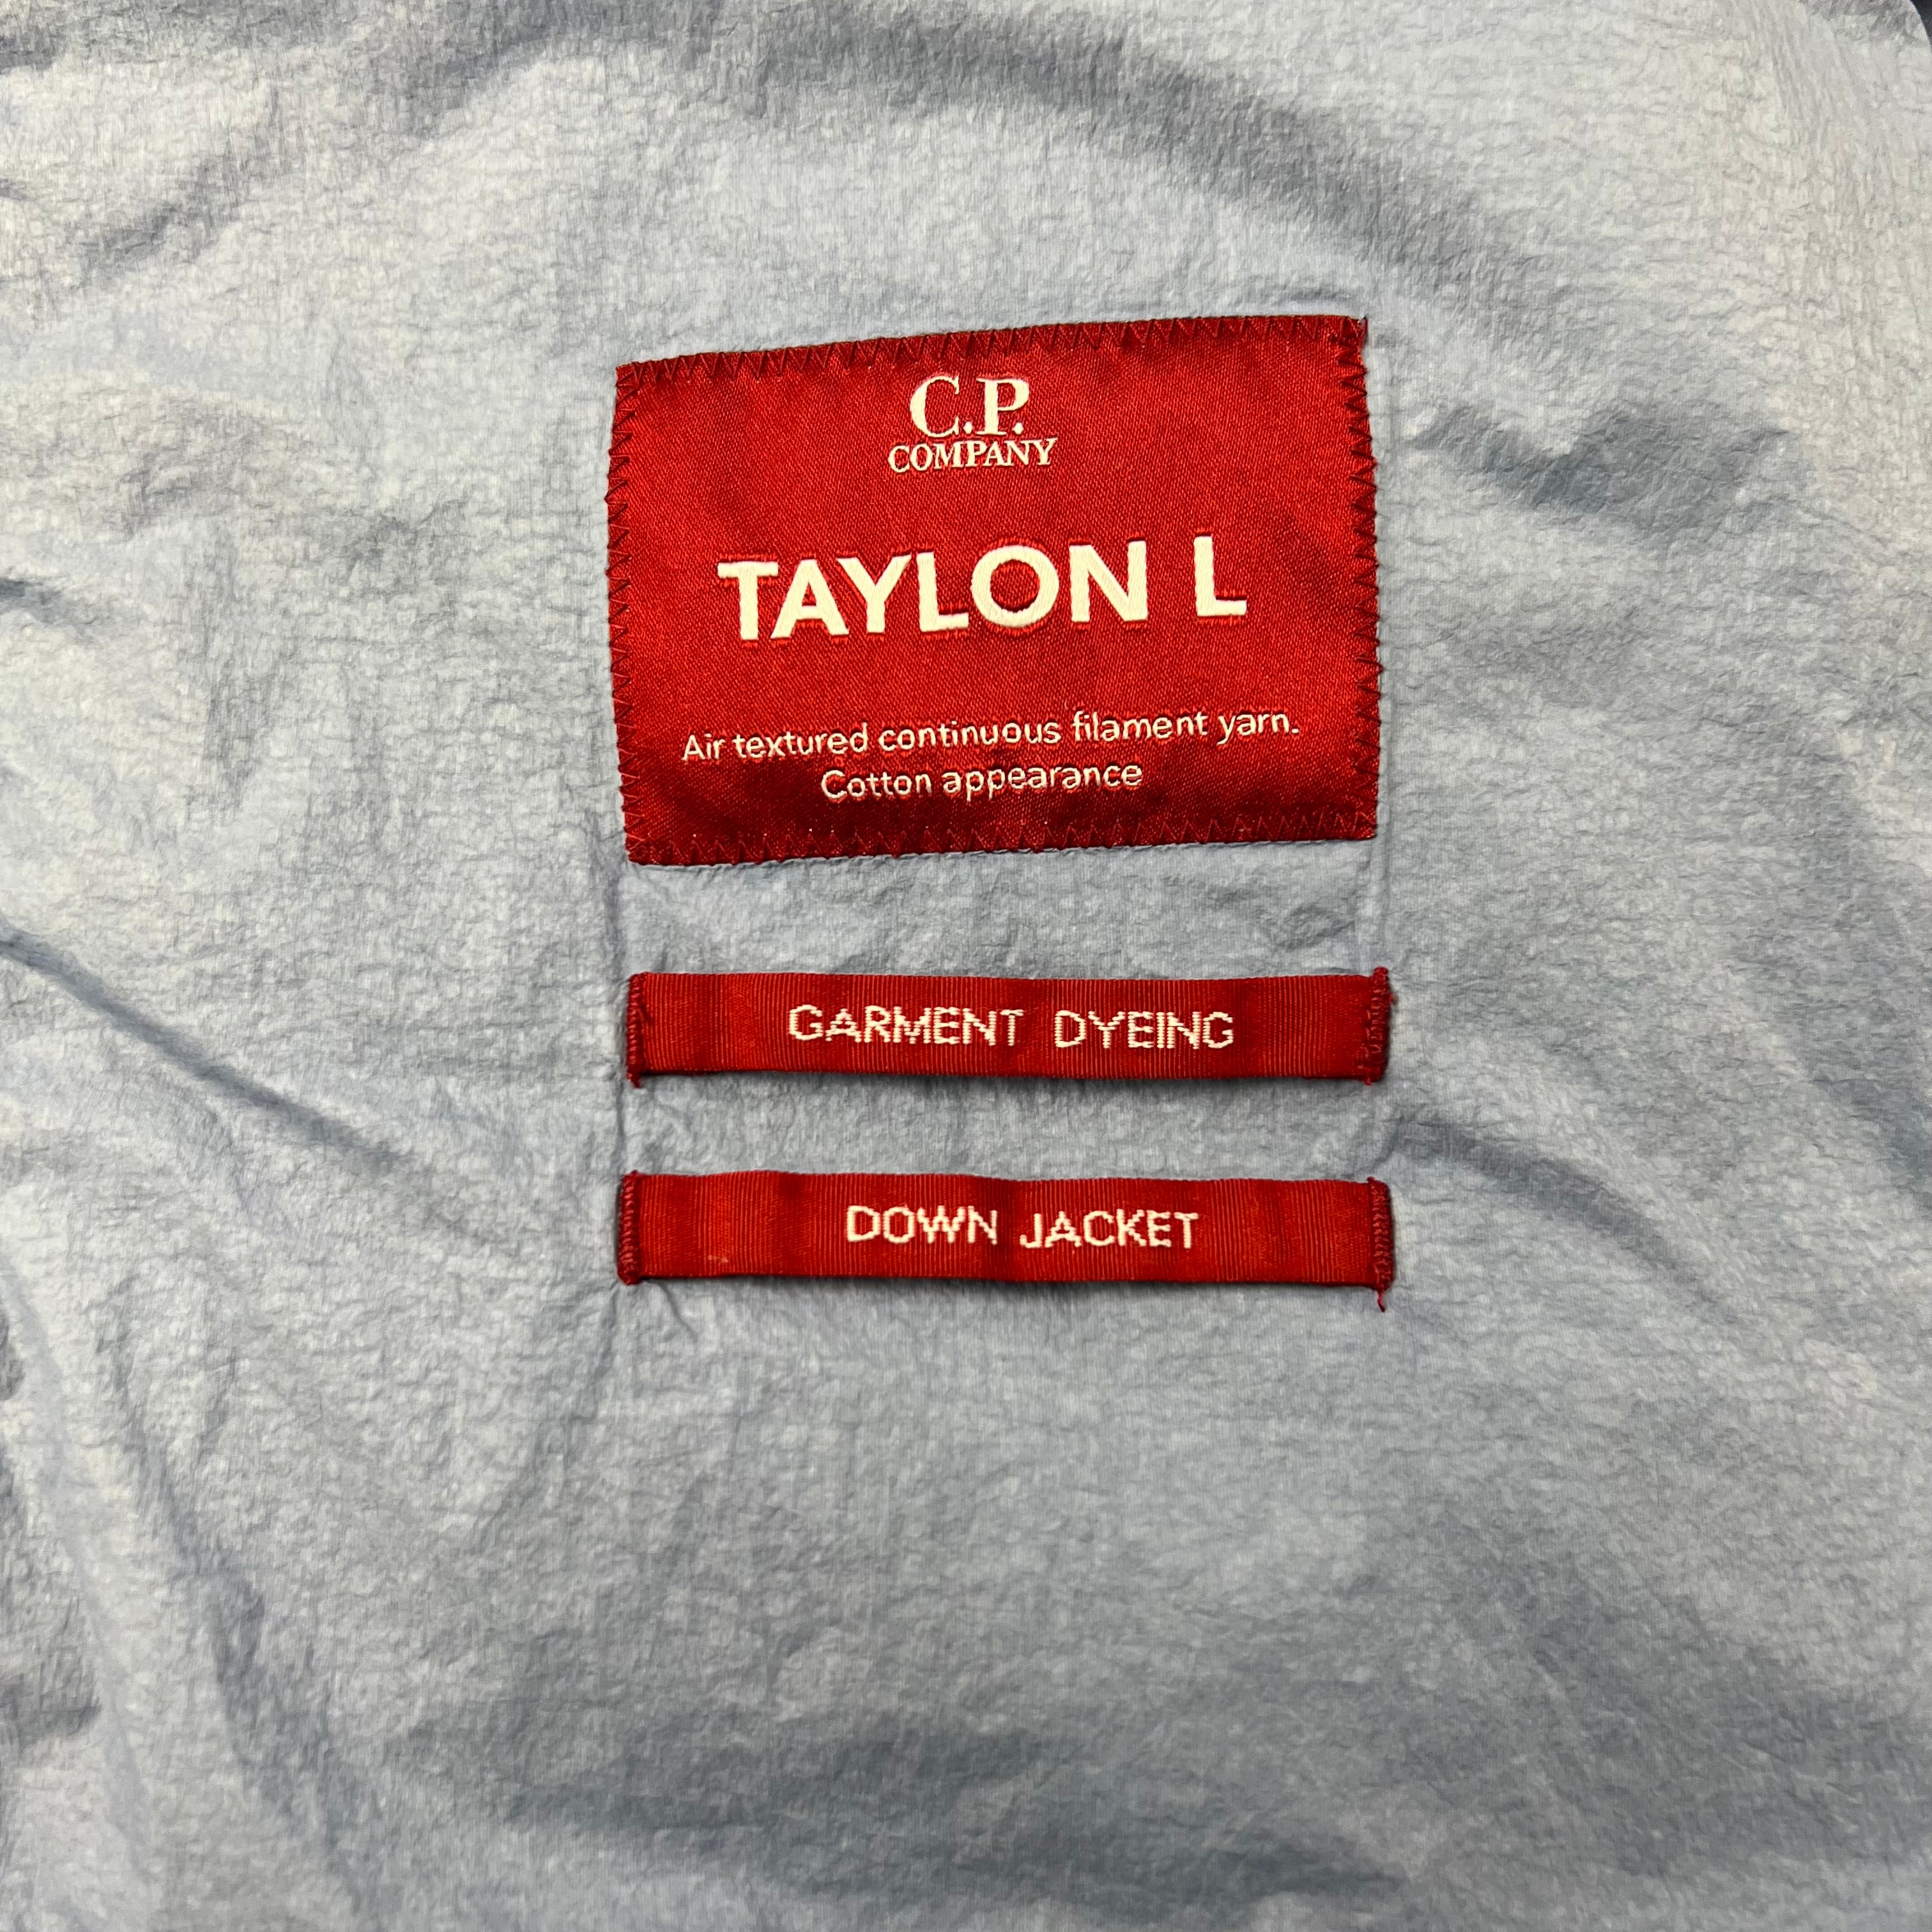 C.P.
COMPANY
TAYLON L
Air textured continuous filament yarn.
Cotton appearance
GARMENT DYEING
DOWN JACKET